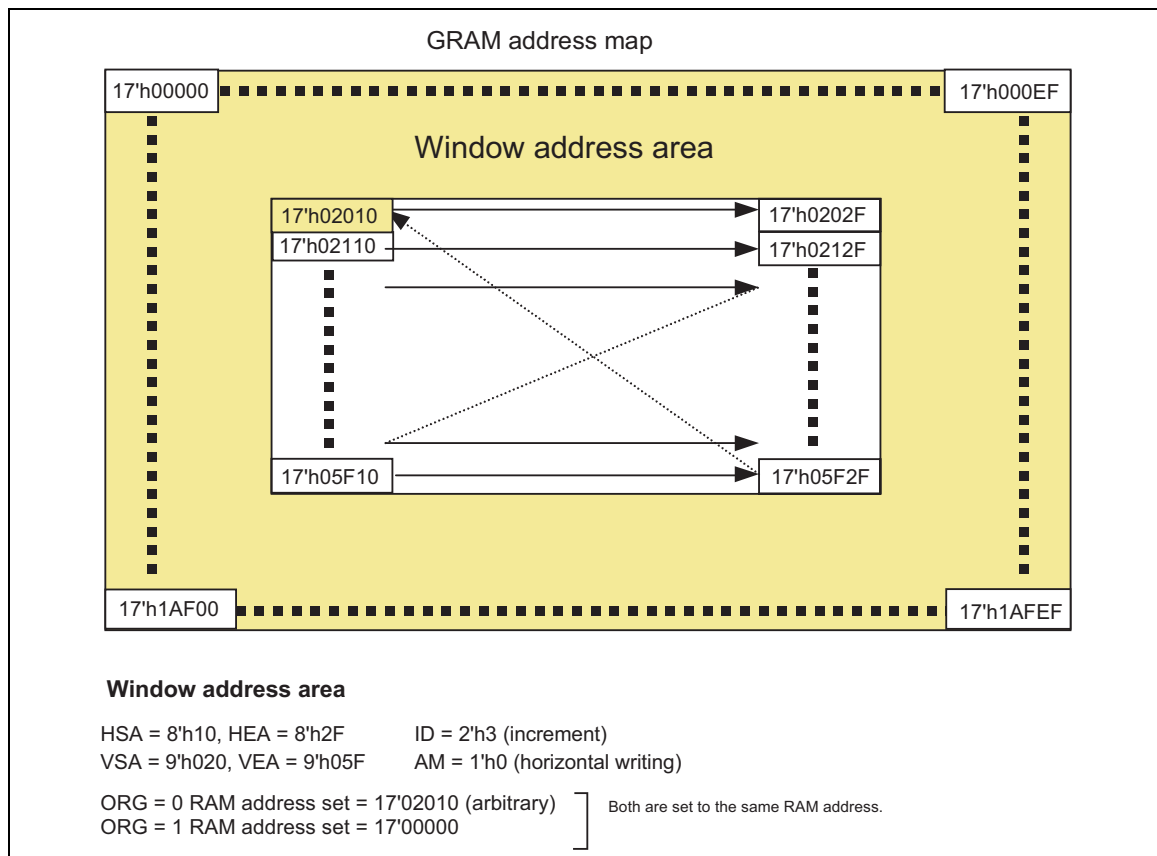 GRAM address map
17'h00000 17'h000EF
Window address area
17'h02010 17'h0202F
17'h02110 17'h0212F
17'h05F10 17'h05F2F
17'h1AF00 17'h1AFEF
Window address area
HSA = 8'h10, HEA = 8'h2F ID = 2'h3 (increment)
VSA = 9'h020, VEA = 9'h05F AM = 1'h0 (horizontal writing)
ORG = 0 RAM address set = 17'02010 (arbitrary)
ORG = 1 RAM address set = 17'00000
Both are set to the same RAM address.